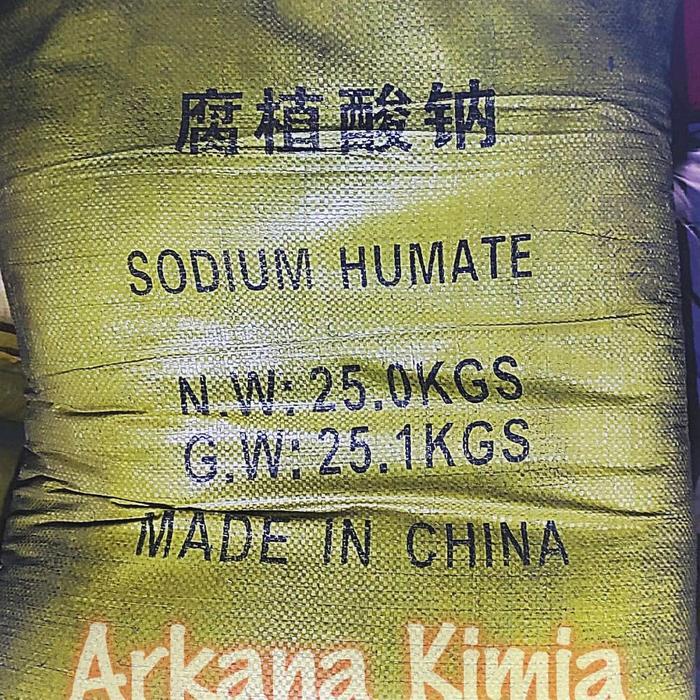 腐植酸钠
SODIUM HUMATE
N.W: 25.0KGS
G.W: 25.1KGS
MADE IN CHINA
Arkana Kimia